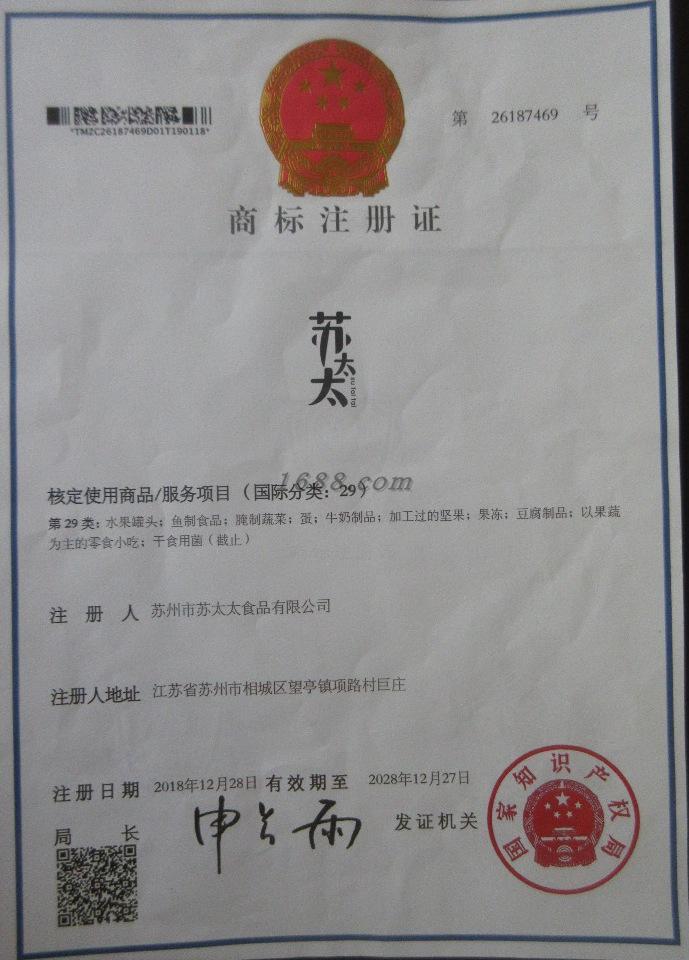 *TMZC26187469D01T190118*
第 26187469 号
商标注册证
苏太太
su tai tai
1688.com
核定使用商品/服务项目（国际分类：29）
第29类：水果罐头；鱼制食品；腌制蔬菜；蛋；牛奶制品；加工过的坚果；果冻；豆腐制品；以果蔬
为主的零食小吃；干食用菌（截止）
注 册 人 苏州市苏太太食品有限公司
注册人地址 江苏省苏州市相城区望亭镇项路村巨庄
注册日期 2018年12月28日 有效期至 2028年12月27日
局 长 申长雨 发证机关
国家知识产权局